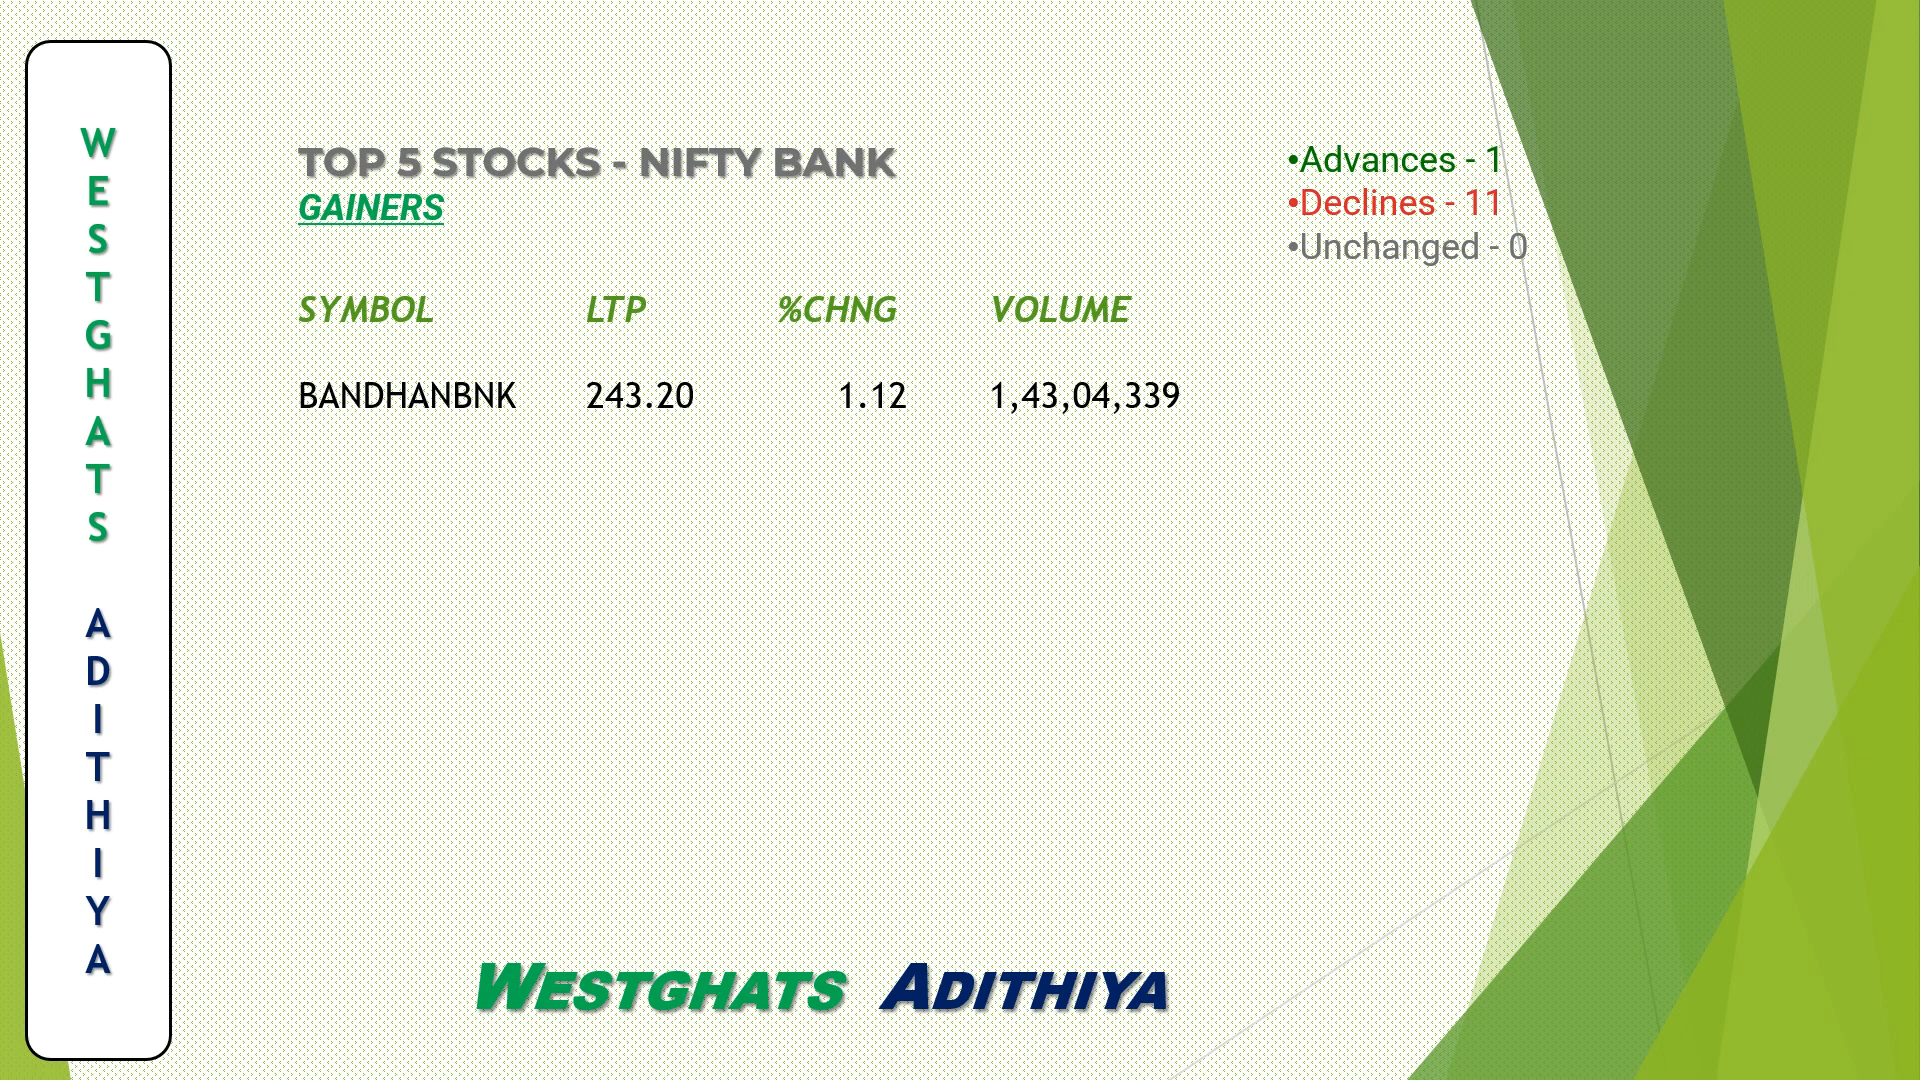 WESTGHATS ADITHIYA
TOP 5 STOCKS - NIFTY BANK
GAINERS
•Advances - 1
•Declines - 11
•Unchanged - 0
SYMBOL LTP %CHNG VOLUME
BANDHANBNK 243.20 1.12 1,43,04,339
WESTGHATS ADITHIYA